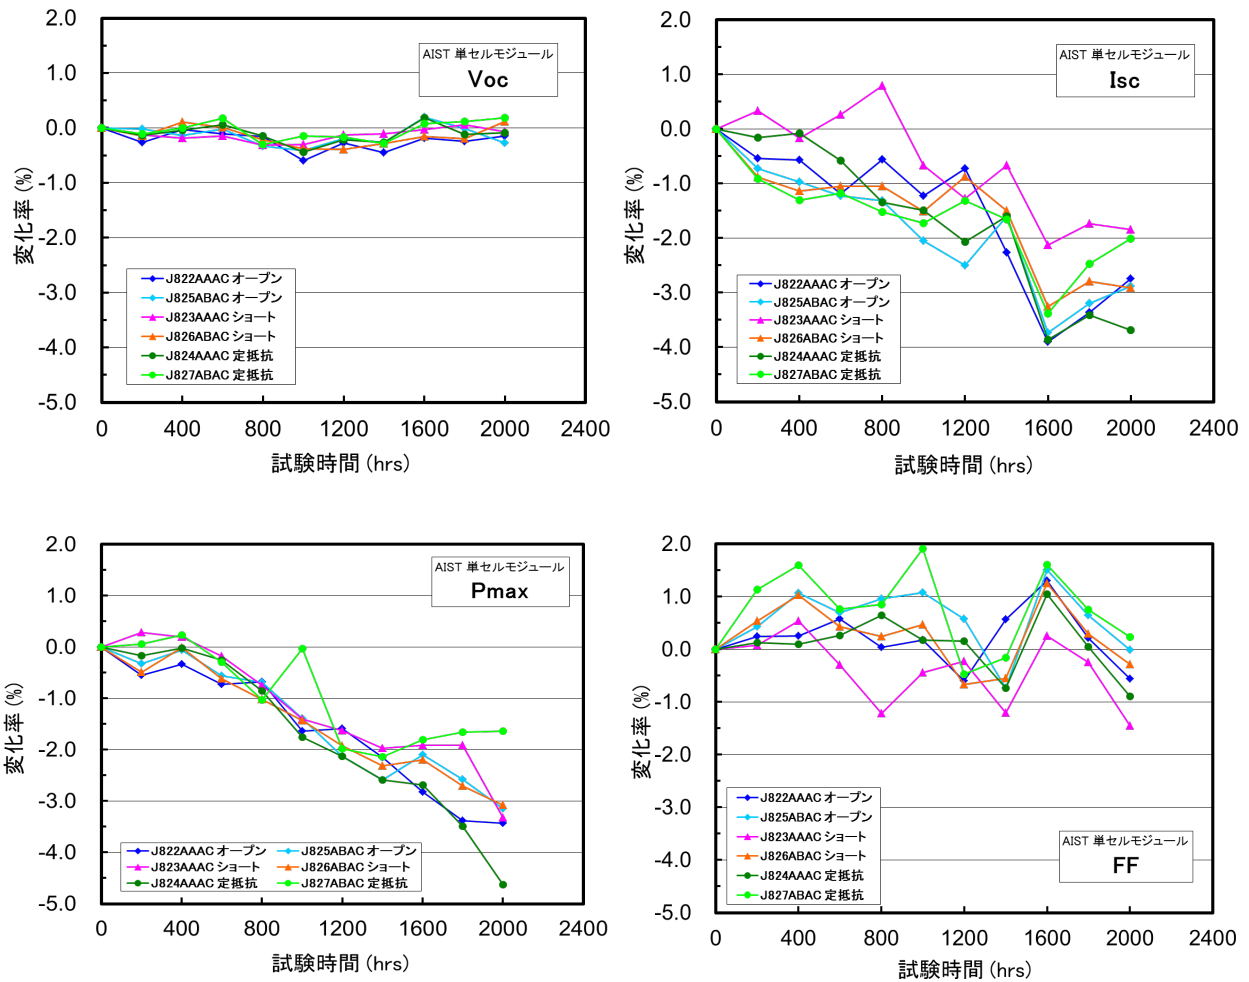 AIST 単セルモジュール
Voc
2.0
1.0
0.0
-1.0
-2.0
-3.0
-4.0
-5.0
変化率 (%)
J822AAAC オープン
J825ABAC オープン
J823AAAC ショート
J826ABAC ショート
J824AAAC 定抵抗
J827ABAC 定抵抗
0 400 800 1200 1600 2000 2400
試験時間 (hrs)
AIST 単セルモジュール
Isc
2.0
1.0
0.0
-1.0
-2.0
-3.0
-4.0
-5.0
変化率 (%)
J822AAAC オープン
J825ABAC オープン
J823AAAC ショート
J826ABAC ショート
J824AAAC 定抵抗
J827ABAC 定抵抗
0 400 800 1200 1600 2000 2400
試験時間 (hrs)
AIST 単セルモジュール
Pmax
2.0
1.0
0.0
-1.0
-2.0
-3.0
-4.0
-5.0
変化率 (%)
J822AAAC オープン J825ABAC オープン
J823AAAC ショート J826ABAC ショート
J824AAAC 定抵抗 J827ABAC 定抵抗
0 400 800 1200 1600 2000 2400
試験時間 (hrs)
2.0
1.0
0.0
-1.0
-2.0
-3.0
-4.0
-5.0
変化率 (%)
J822AAAC オープン
J825ABAC オープン
J823AAAC ショート
J826ABAC ショート
J824AAAC 定抵抗
J827ABAC 定抵抗
AIST 単セルモジュール
FF
0 400 800 1200 1600 2000 2400
試験時間 (hrs)